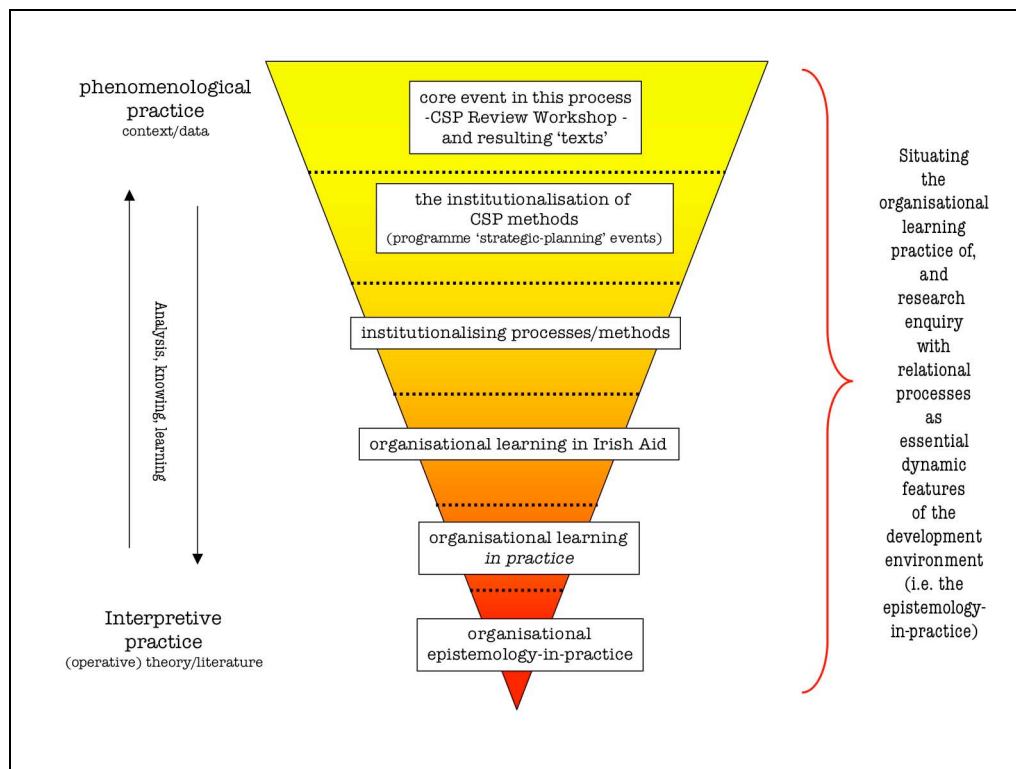 phenomenological
practice
context/data
Analysis, knowing, learning
Interpretive
practice
(operative) theory/literature
core event in this process
-CSP Review Workshop -
and resulting ‘texts’
the institutionalisation of
CSP methods
(programme ‘strategic-planning’ events)
institutionalising processes/methods
organisational learning in Irish Aid
organisational learning
in practice
organisational
epistemology-in-practice
Situating
the
organisational
learning
practice of,
and
research
enquiry
with
relational
processes
as
essential
dynamic
features
of the
development
environment
(i.e. the
epistemology-
in-practice)